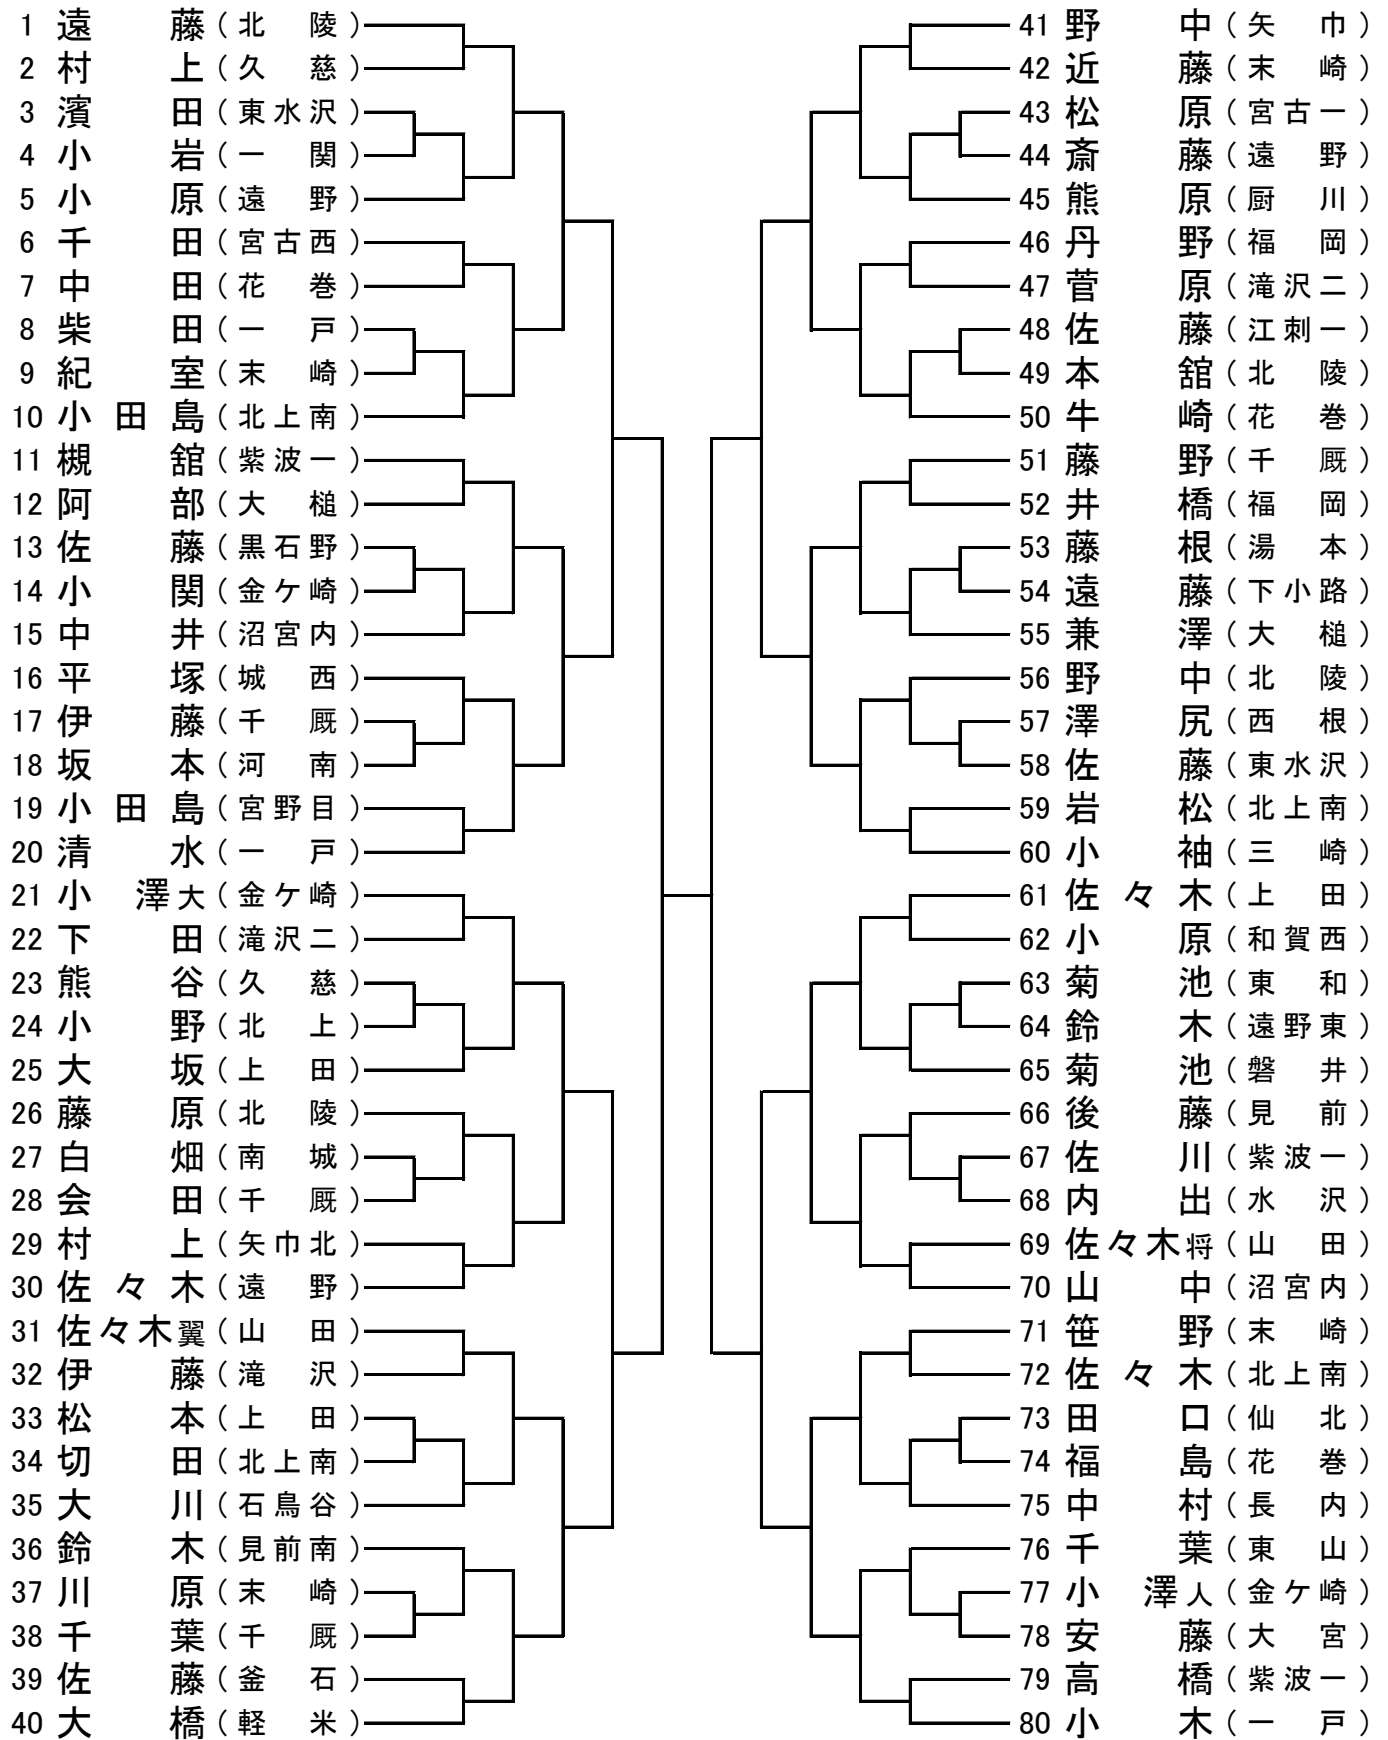 1 遠藤(北陵)
2 村上(久慈)
3 濱田(東水沢)
4 小岩(一関)
5 小原(遠野)
6 千田(宮古西)
7 中田(花巻)
8 柴田(一戸)
9 紀室(末崎)
10 小田島(北上南)
11 槻舘(紫波一)
12 阿部(大槌)
13 佐藤(黒石野)
14 小関(金ケ崎)
15 中井(沼宮内)
16 平塚(城西)
17 伊藤(千厩)
18 坂本(河南)
19 小田島(宮野目)
20 清水(一戸)
21 小澤大(金ケ崎)
22 下田(滝沢二)
23 熊谷(久慈)
24 小野(北上)
25 大坂(上田)
26 藤原(北陵)
27 白畑(南城)
28 会田(千厩)
29 村上(矢巾北)
30 佐々木(遠野)
31 佐々木翼(山田)
32 伊藤(滝沢)
33 松本(上田)
34 切田(北上南)
35 大川(石鳥谷)
36 鈴木(見前南)
37 川原(末崎)
38 千葉(千厩)
39 佐藤(釜石)
40 大橋(軽米)
41 野中(矢巾)
42 近藤(末崎)
43 松原(宮古一)
44 斎藤(遠野)
45 熊原(厨川)
46 丹野(福岡)
47 菅原(滝沢二)
48 佐藤(江刺一)
49 本舘(北陵)
50 牛崎(花巻)
51 藤野(千厩)
52 井橋(福岡)
53 藤根(湯本)
54 遠藤(下小路)
55 兼澤(大槌)
56 野中(北陵)
57 澤尻(西根)
58 佐藤(東水沢)
59 岩松(北上南)
60 小袖(三崎)
61 佐々木(上田)
62 小原(和賀西)
63 菊池(東和)
64 鈴木(遠野東)
65 菊池(磐井)
66 後藤(見前)
67 佐川(紫波一)
68 内出(水沢)
69 佐々木将(山田)
70 山中(沼宮内)
71 笹野(末崎)
72 佐々木(北上南)
73 田口(仙北)
74 福島(花巻)
75 中村(長内)
76 千葉(東山)
77 小澤人(金ケ崎)
78 安藤(大宮)
79 高橋(紫波一)
80 小木(一戸)